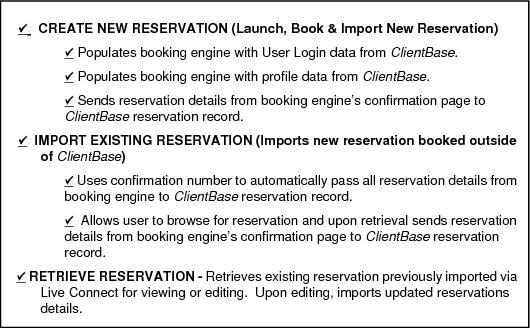 ✓ CREATE NEW RESERVATION (Launch, Book & Import New Reservation)
✓ Populates booking engine with User Login data from ClientBase.
✓ Populates booking engine with profile data from ClientBase.
✓ Sends reservation details from booking engine's confirmation page to
ClientBase reservation record.
✓ IMPORT EXISTING RESERVATION (Imports new reservation booked outside
of ClientBase)
✓ Uses confirmation number to automatically pass all reservation details from
booking engine to ClientBase reservation record.
✓ Allows user to browse for reservation and upon retrieval sends reservation
details from booking engine's confirmation page to ClientBase reservation
record.
✓ RETRIEVE RESERVATION - Retrieves existing reservation previously imported via
Live Connect for viewing or editing. Upon editing, imports updated reservations
details.